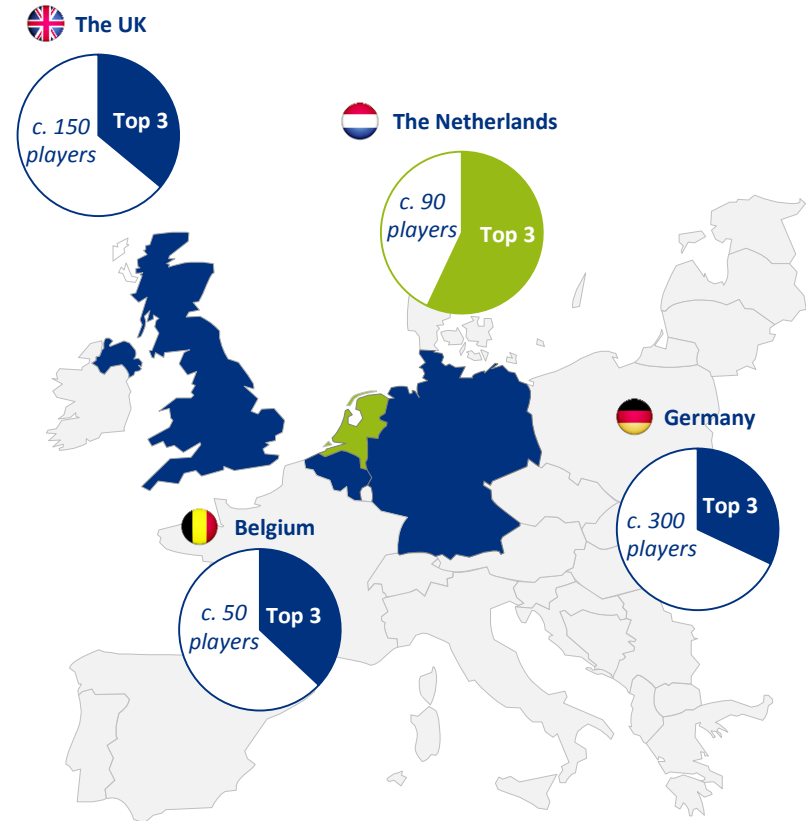 The UK
c. 150
players
Top 3
The Netherlands
c. 90
players
Top 3
Germany
c. 300
players
Top 3
Belgium
c. 50
players
Top 3